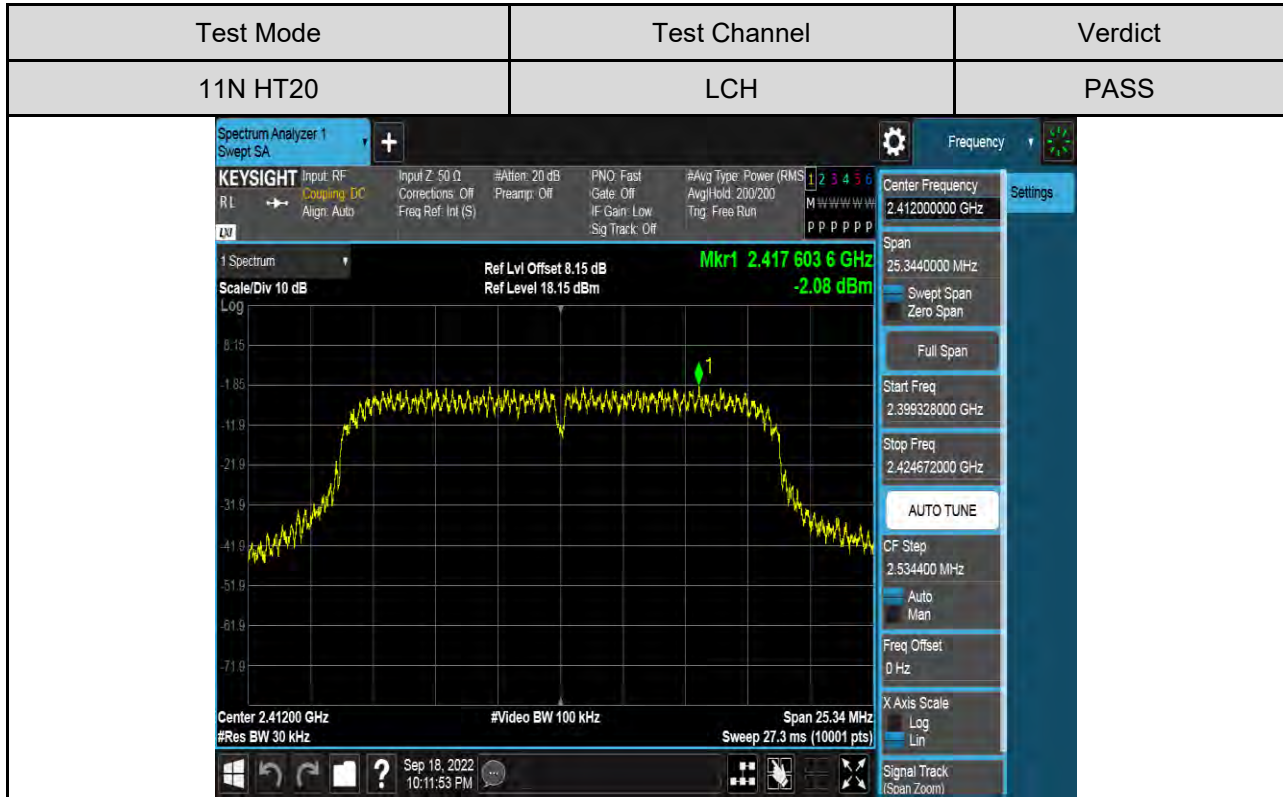 Test Mode Test Channel Verdict
11N HT20 LCH PASS
Spectrum Analyzer 1
Swept SA
+
Frequency
KEYSIGHT Input: RF Input Z: 50 Ω #Atten: 20 dB PNO: Fast #Avg Type: Power (RMS 1 2 3 4 5 6
RL Coupling: DC Corrections: Off Preamp: Off Gate: Off Avg|Hold: 200/200 M W W W W W
Align: Auto Freq Ref: Int (S) IF Gain: Low Trig: Free Run
LXI Sig Track: Off P P P P P P
1 Spectrum
Scale/Div 10 dB
Ref Lvl Offset 8.15 dB
Ref Level 18.15 dBm
Mkr1 2.417 603 6 GHz
-2.08 dBm
Log
8.15
-1.85
-11.9
-21.9
-31.9
-41.9
-51.9
-61.9
-71.9
1
Center 2.41200 GHz #Video BW 100 kHz Span 25.34 MHz
#Res BW 30 kHz Sweep 27.3 ms (10001 pts)
?
Sep 18, 2022
10:11:53 PM
Center Frequency
2.412000000 GHz
Settings
Span
25.3440000 MHz
Swept Span
Zero Span
Full Span
Start Freq
2.399328000 GHz
Stop Freq
2.424672000 GHz
AUTO TUNE
CF Step
2.534400 MHz
Auto
Man
Freq Offset
0 Hz
X Axis Scale
Log
Lin
Signal Track
(Span Zoom)